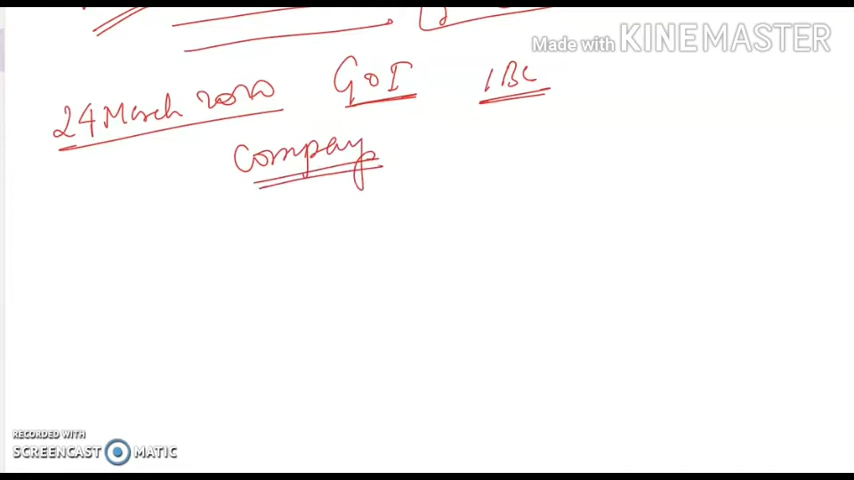 Made with KINEMASTER
24 March 2020 GOI IBC
Company
RECORDED WITH
SCREENCAST MATIC